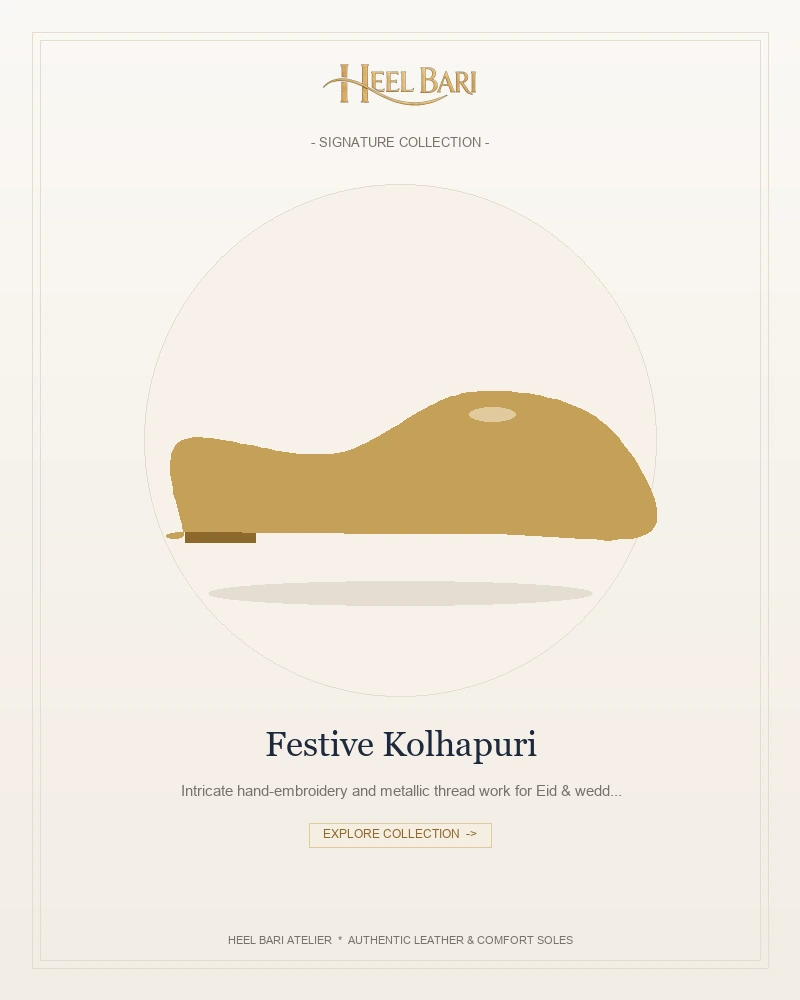 HEEL BARI
- SIGNATURE COLLECTION -
Festive Kolhapuri
Intricate hand-embroidery and metallic thread work for Eid & wedd...
EXPLORE COLLECTION ->
HEEL BARI ATELIER * AUTHENTIC LEATHER & COMFORT SOLES